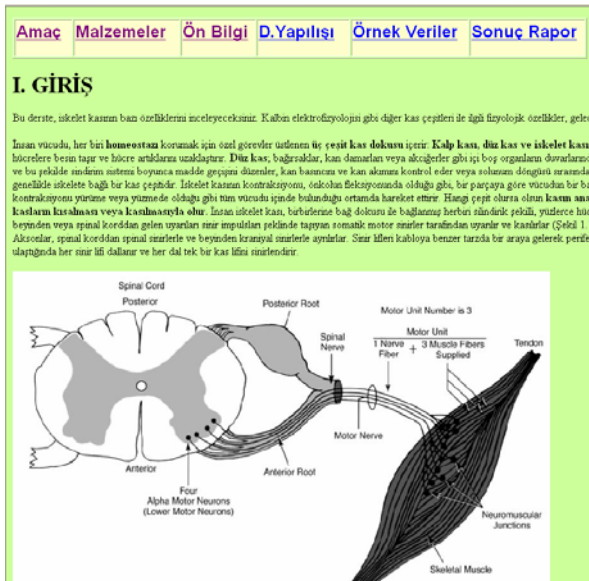 Amaç Malzemeler Ön Bilgi D.Yapılışı Örnek Veriler Sonuç Rapor
I. GİRİŞ
Bu derste, iskelet kasının bazı özelliklerini inceleyeceksiniz. Kalbin elektrofizyolojisi gibi diğer kas çeşitleri ile ilgili fizyolojik özellikler, gelec
İnsan vücudu, her biri homeostazı korumak için özel görevler üstlenen üç çeşit kas dokusu içerir. Kalp kası, düz kas ve iskelet kası
hücrelere besin taşır ve hücre artıklarını uzaklaştırır. Düz kas, bağırsaklar, kan damarları veya akciğerler gibi içi boş organların duvarların
ve bu şekilde sindirim sistemi boyunca madde geçişini düzenler, kan basıncını ve kan akımını kontrol eder veya solunum döngüsü sırasında
genellikle iskelete bağlı bir kas çeşitidir. İskelet kasının kontraksiyonu, önkolun fleksiyonunda olduğu gibi, bir parçaya göre vücudun bir ba
kontraksiyonu yürüme veya yüzmede olduğu gibi tüm vücudu içinde bulunduğu ortamda hareket ettirir. Hangi çeşit olursa olsun kasın ana
kasların kısalması veya kasılmasıyla olur. İnsan iskelet kası, birbirlerine bağ dokusu ile bağlanmış herbiri silindirik şekilli, yüzlerce hüc
beyinden veya spinal korddan gelen uyarıları sinir impulsları şeklinde taşıyan somatik motor sinirler tarafından uyarılır ve kasılırlar (Şekil 1.
Aksonlar, spinal korddan spinal sinirlerle ve beyinden kraniyal sinirlerle ayrılırlar. Sinir lifleri kabloya benzer tarzda bir araya gelerek perife
ulaştığında her sinir lifi dallanır ve her dal tek bir kas lifini sinirlendirir.
Spinal Cord
Posterior
Posterior Root
Motor Unit Number is 3
Spinal
Nerve
Motor Unit
1 Nerve
Fiber
+
3 Muscle Fibers
Supplied
Tendon
Motor Nerve
Anterior
Anterior Root
Four
Alpha Motor Neurons
(Lower Motor Neurons)
Neuromuscular
Junctions
Skeletal Muscle